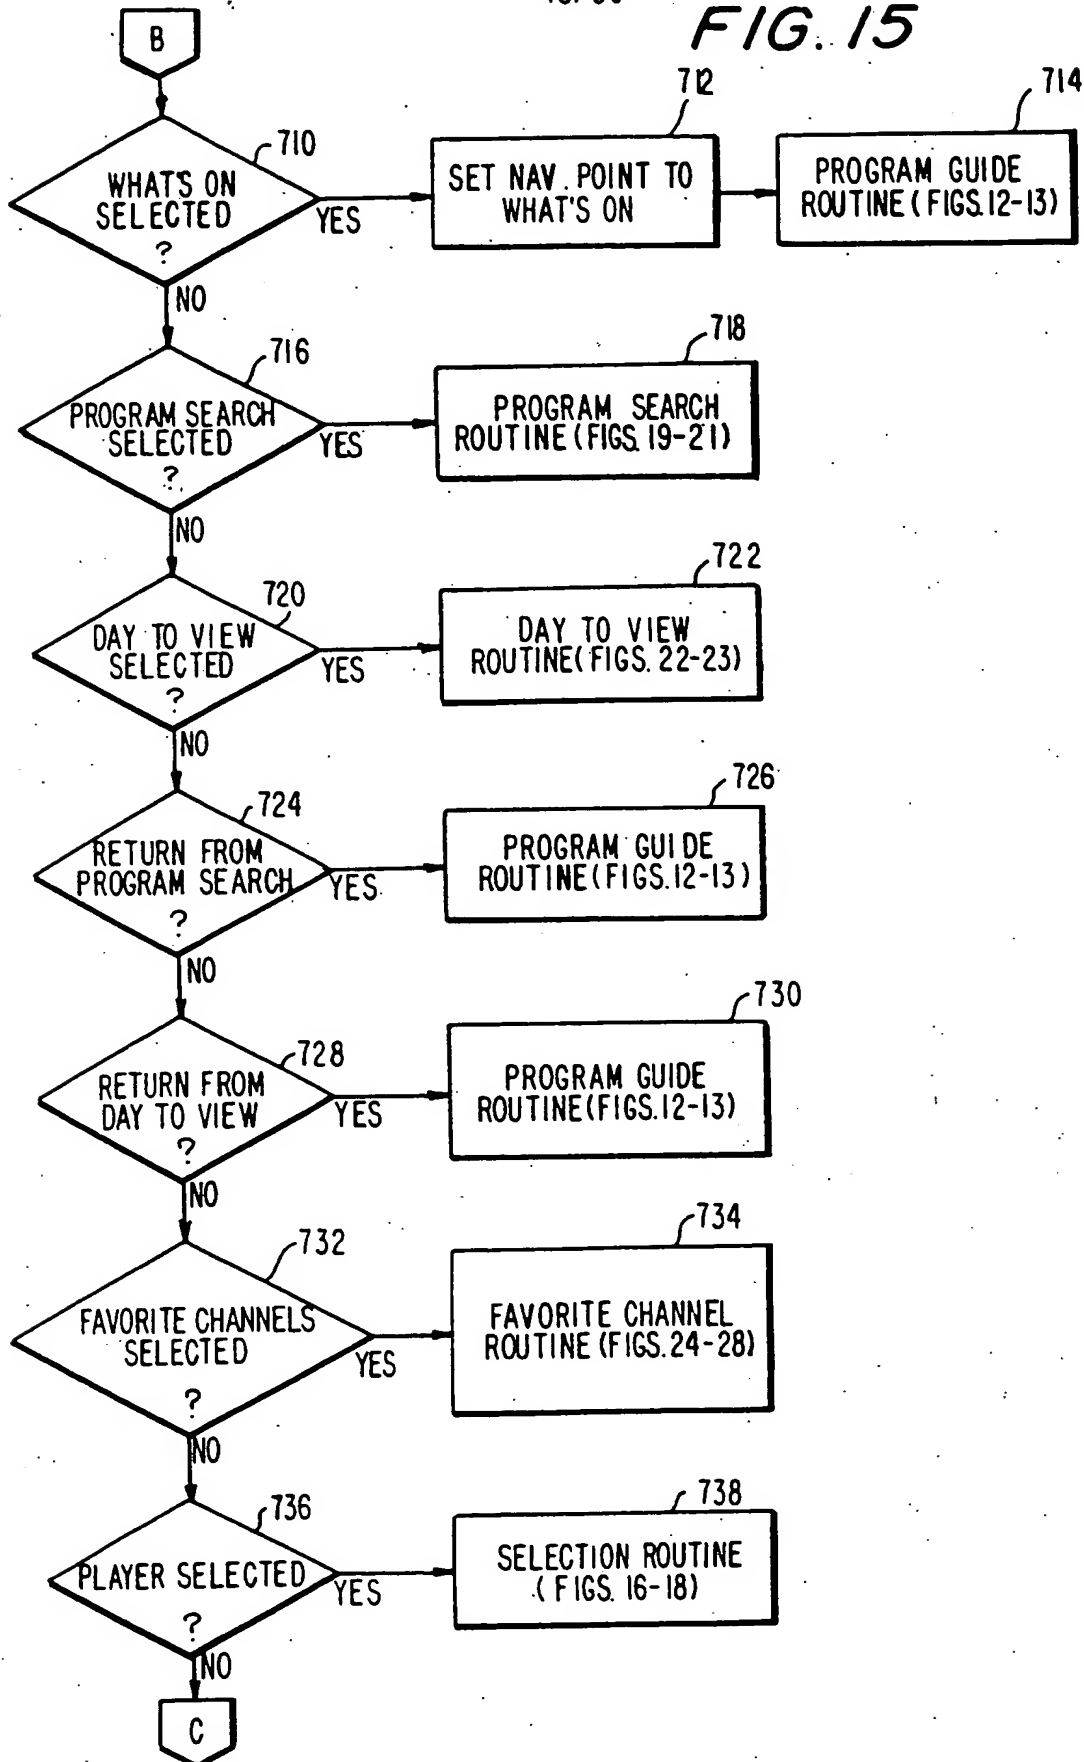 FIG. 15
B
710
WHAT'S ON
SELECTED
?
YES
712
SET NAV. POINT TO
WHAT'S ON
714
PROGRAM GUIDE
ROUTINE (FIGS. 12-13)
NO
716
PROGRAM SEARCH
SELECTED
?
YES
718
PROGRAM SEARCH
ROUTINE (FIGS. 19-21)
NO
720
DAY TO VIEW
SELECTED
?
YES
722
DAY TO VIEW
ROUTINE (FIGS. 22-23)
NO
724
RETURN FROM
PROGRAM SEARCH
?
YES
726
PROGRAM GUIDE
ROUTINE (FIGS. 12-13)
NO
728
RETURN FROM
DAY TO VIEW
?
YES
730
PROGRAM GUIDE
ROUTINE (FIGS. 12-13)
NO
732
FAVORITE CHANNELS
SELECTED
?
YES
734
FAVORITE CHANNEL
ROUTINE (FIGS. 24-28)
NO
736
PLAYER SELECTED
?
YES
738
SELECTION ROUTINE
(FIGS. 16-18)
NO
C